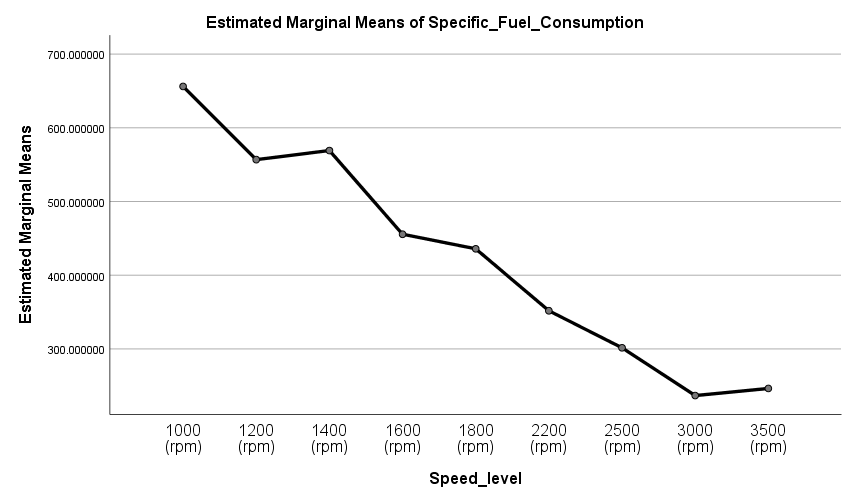 Estimated Marginal Means of Specific_Fuel_Consumption
Estimated Marginal Means
700.000000
600.000000
500.000000
400.000000
300.000000
1000 1200 1400 1600 1800 2200 2500 3000 3500
(rpm) (rpm) (rpm) (rpm) (rpm) (rpm) (rpm) (rpm) (rpm)
Speed_level